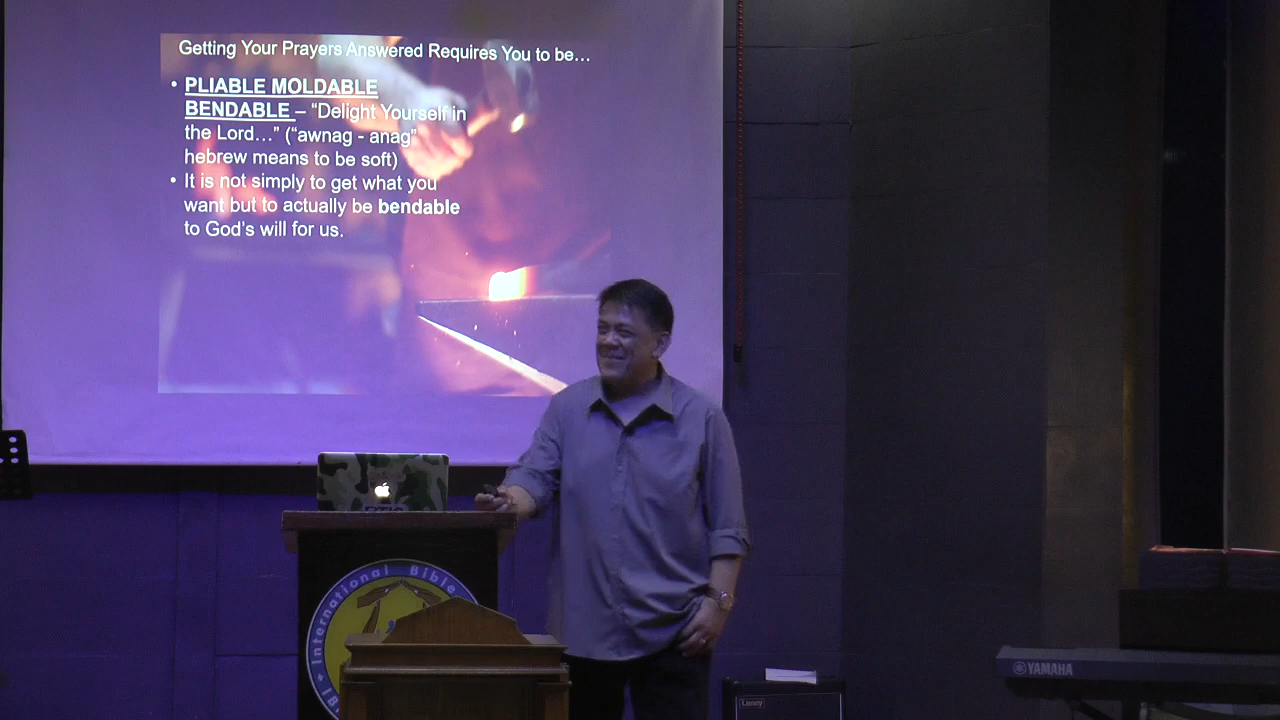 Getting Your Prayers Answered Requires You to be…
• PLIABLE MOLDABLE
BENDABLE – “Delight Yourself in
the Lord…” (“awnag - anag”
hebrew means to be soft)
• It is not simply to get what you
want but to actually be bendable
to God's will for us.
International Bible
YAMAHA
Laney